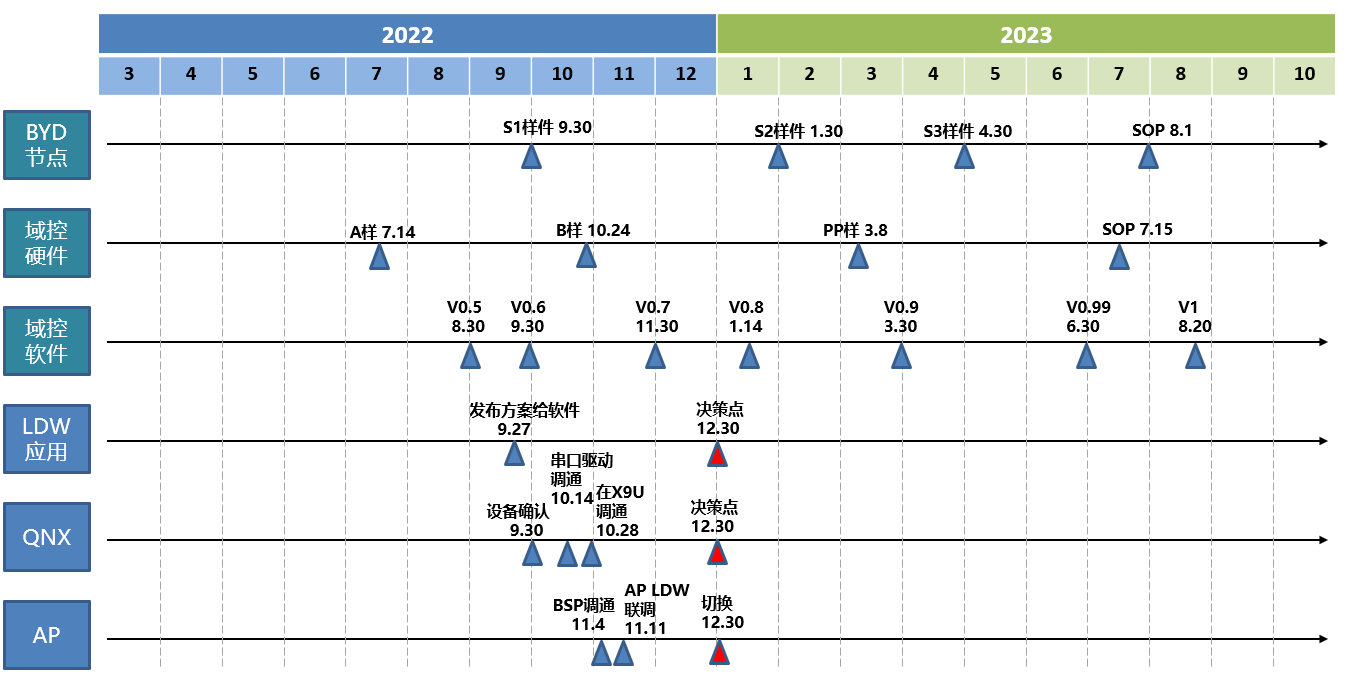 2022
2023
3 4 5 6 7 8 9 10 11 12 1 2 3 4 5 6 7 8 9 10
BYD
节点
S1样件 9.30
S2样件 1.30
S3样件 4.30
SOP 8.1
域控
硬件
A样 7.14
B样 10.24
PP样 3.8
SOP 7.15
域控
软件
V0.5
8.30
V0.6
9.30
V0.7
11.30
V0.8
1.14
V0.9
3.30
V0.99
6.30
V1
8.20
LDW
应用
发布方案给软件
9.27
决策点
12.30
QNX
设备确认
9.30
串口驱动
调通
10.14
在X9U
调通
10.28
决策点
12.30
AP
BSP调通
11.4
AP LDW
联调
11.11
切换
12.30